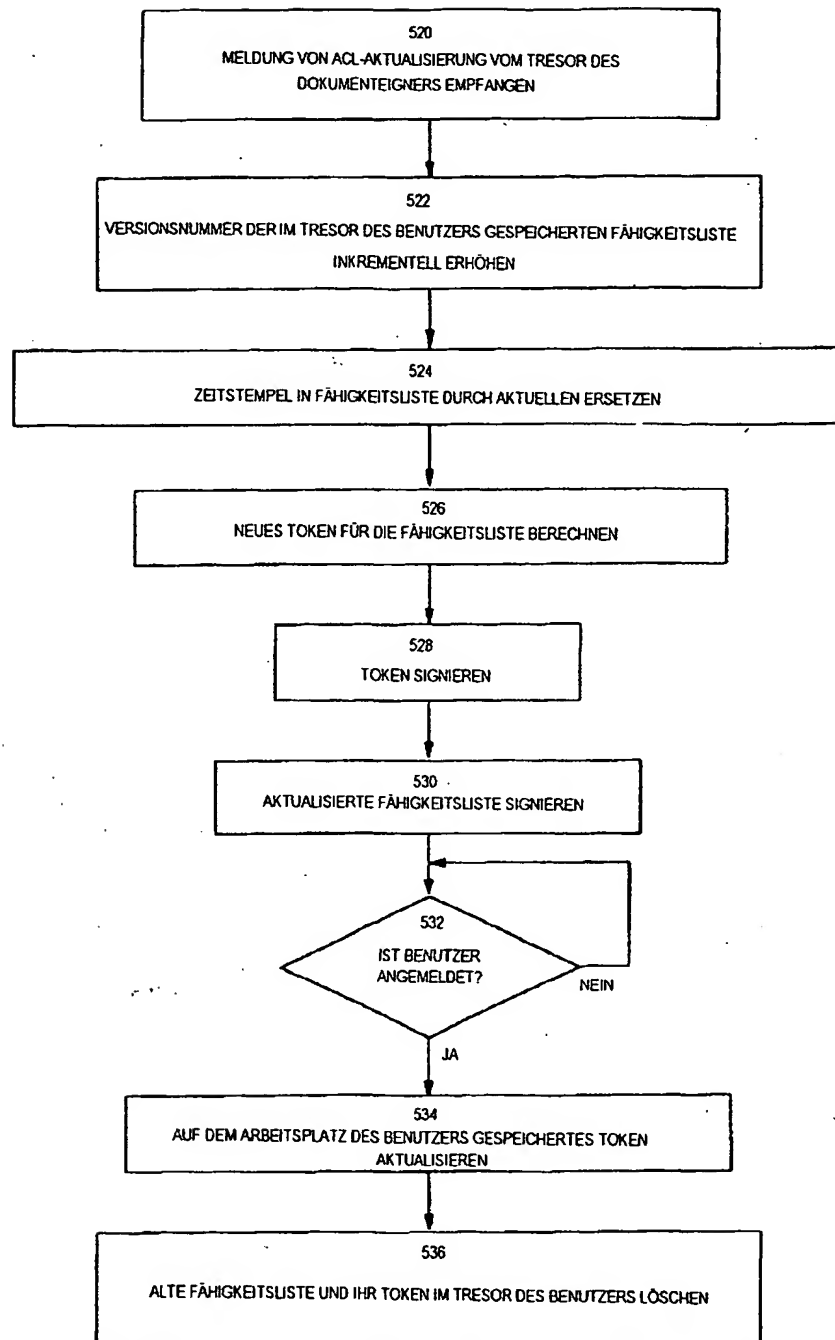 520
MELDUNG VON ACL-AKTUALISIERUNG VOM TRESOR DES
DOKUMENTEIGNERS EMPFANGEN
522
VERSIONSNUMMER DER IM TRESOR DES BENUTZERS GESPEICHERTEN FÄHIGKEITSLISTE
INKREMENTELL ERHÖHEN
524
ZEITSTEMPEL IN FÄHIGKEITSLISTE DURCH AKTUELLEN ERSETZEN
526
NEUES TOKEN FÜR DIE FÄHIGKEITSLISTE BERECHNEN
528
TOKEN SIGNIEREN
530
AKTUALISIERTE FÄHIGKEITSLISTE SIGNIEREN
532
IST BENUTZER
ANGEMELDET?
NEIN
JA
534
AUF DEM ARBEITSPLATZ DES BENUTZERS GESPEICHERTES TOKEN
AKTUALISIEREN
536
ALTE FÄHIGKEITSLISTE UND IHR TOKEN IM TRESOR DES BENUTZERS LÖSCHEN